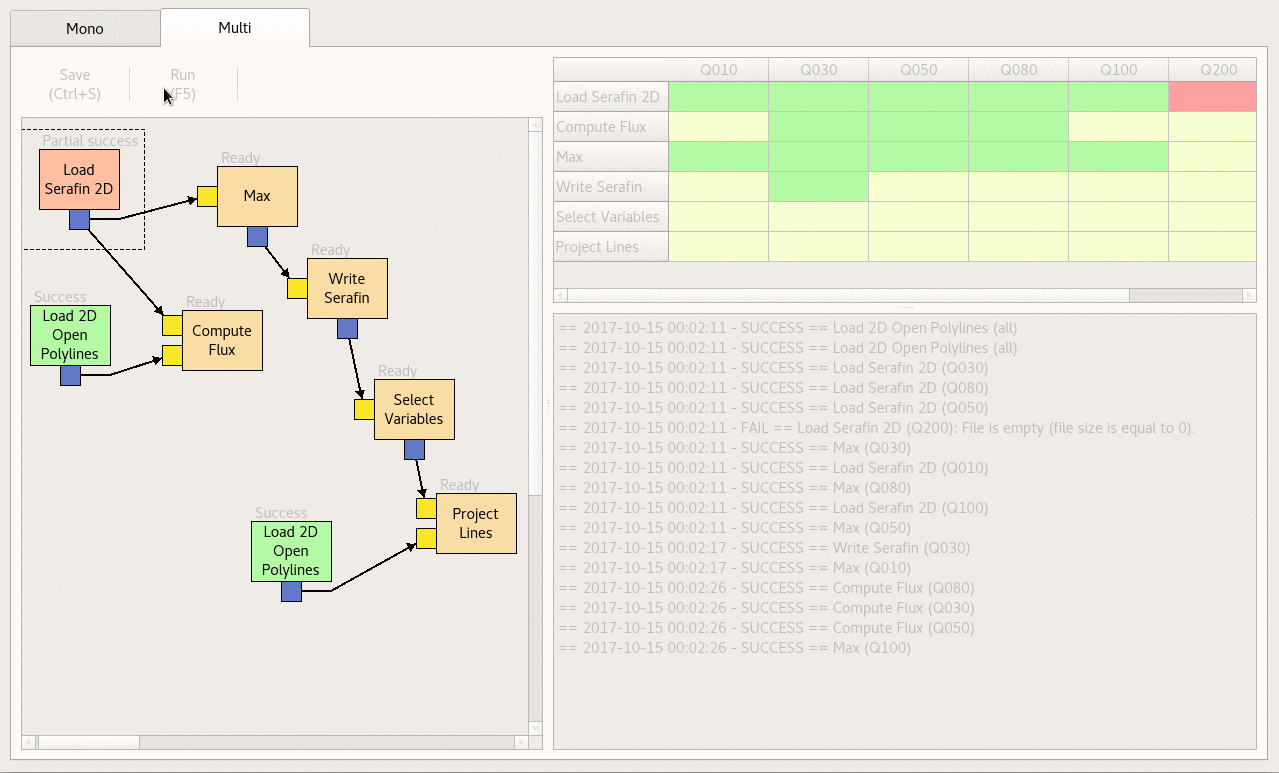 Mono
Multi
Save
(Ctrl+S)
Run
(F5)
Partial success
Load
Serafin 2D
Ready
Max
Ready
Write
Serafin
Success
Load 2D
Open
Polylines
Ready
Compute
Flux
Ready
Select
Variables
Ready
Project
Lines
Success
Load 2D
Open
Polylines
Q010 Q030 Q050 Q080 Q100 Q200
Load Serafin 2D
Compute Flux
Max
Write Serafin
Select Variables
Project Lines
== 2017-10-15 00:02:11 - SUCCESS == Load 2D Open Polylines (all)
== 2017-10-15 00:02:11 - SUCCESS == Load 2D Open Polylines (all)
== 2017-10-15 00:02:11 - SUCCESS == Load Serafin 2D (Q030)
== 2017-10-15 00:02:11 - SUCCESS == Load Serafin 2D (Q080)
== 2017-10-15 00:02:11 - SUCCESS == Load Serafin 2D (Q050)
== 2017-10-15 00:02:11 - FAIL == Load Serafin 2D (Q200): File is empty (file size is equal to 0).
== 2017-10-15 00:02:11 - SUCCESS == Max (Q030)
== 2017-10-15 00:02:11 - SUCCESS == Load Serafin 2D (Q010)
== 2017-10-15 00:02:11 - SUCCESS == Max (Q080)
== 2017-10-15 00:02:11 - SUCCESS == Load Serafin 2D (Q100)
== 2017-10-15 00:02:11 - SUCCESS == Max (Q050)
== 2017-10-15 00:02:17 - SUCCESS == Write Serafin (Q030)
== 2017-10-15 00:02:17 - SUCCESS == Max (Q010)
== 2017-10-15 00:02:26 - SUCCESS == Compute Flux (Q080)
== 2017-10-15 00:02:26 - SUCCESS == Compute Flux (Q030)
== 2017-10-15 00:02:26 - SUCCESS == Compute Flux (Q050)
== 2017-10-15 00:02:26 - SUCCESS == Max (Q100)